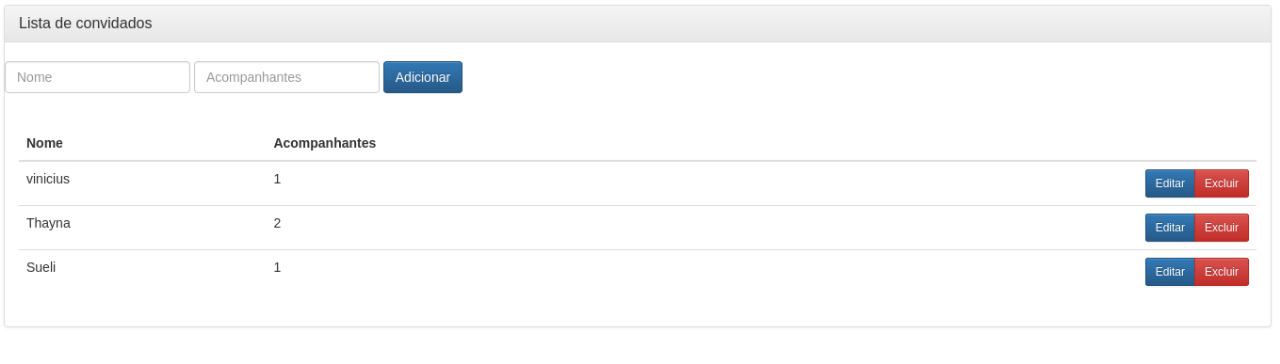 Lista de convidados
Nome Acompanhantes Adicionar
Nome Acompanhantes
vinicius 1 Editar Excluir
Thayna 2 Editar Excluir
Sueli 1 Editar Excluir